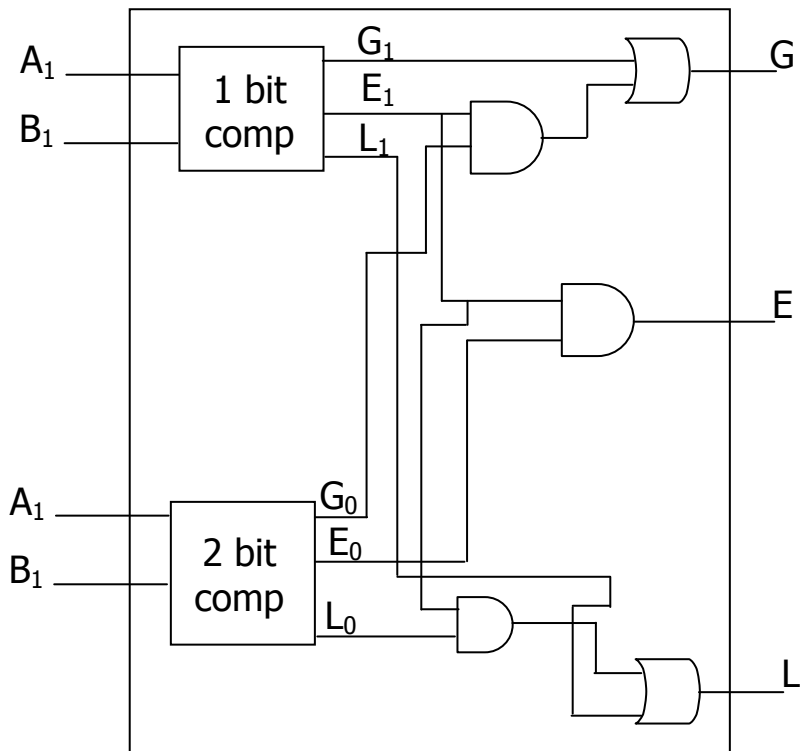 A₁
B₁
1 bit
comp
G₁
E₁
L₁
G
E
A₁
B₁
2 bit
comp
G₀
E₀
L₀
L